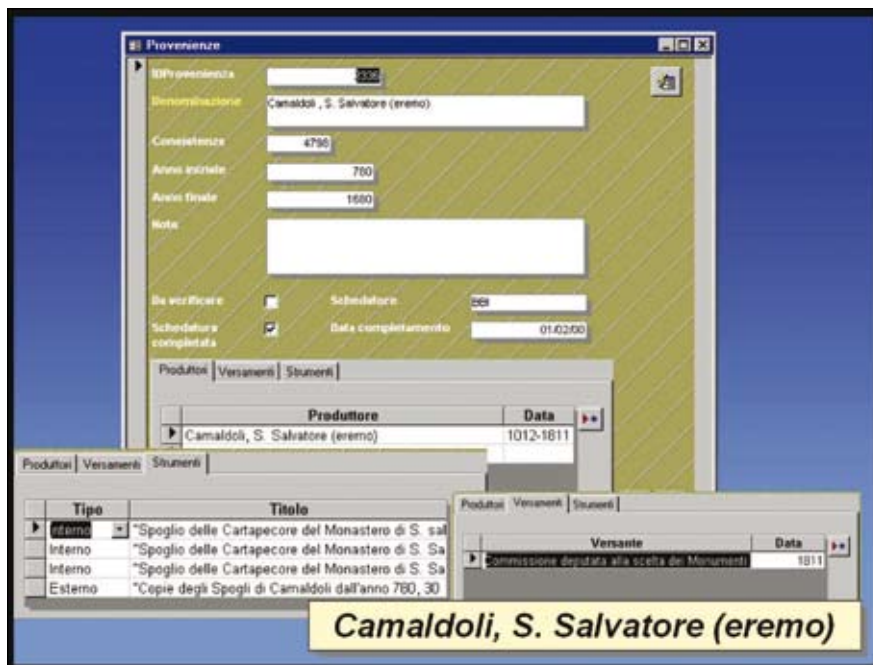 Provenienze
IDProvenienza 2336
Denominazione Camaldoli , S. Salvatore (eremo)
Consistenza 4798
Anno iniziale 780
Anno finale 1680
Note
Da verificare Schedatore BBI
Schedatura completata Data completamento 01/02/00
Produttori Versamenti Strumenti
Produttore Data
Camaldoli, S. Salvatore (eremo) 1012-1811
Produttori Versamenti Strumenti
Tipo Titolo
Interno "Spoglio delle Cartapecore del Monastero di S. sal
Interno "Spoglio delle Cartapecore del Monastero di S. Sa
Interno "Spoglio delle Cartapecore del Monastero di S. Sa
Esterno "Copie degli Spogli di Camaldoli dall'anno 780, 30
Produttori Versamenti Strumenti
Versante Data
Commissione deputata alla scelta dei Monumenti 1811
Camaldoli, S. Salvatore (eremo)